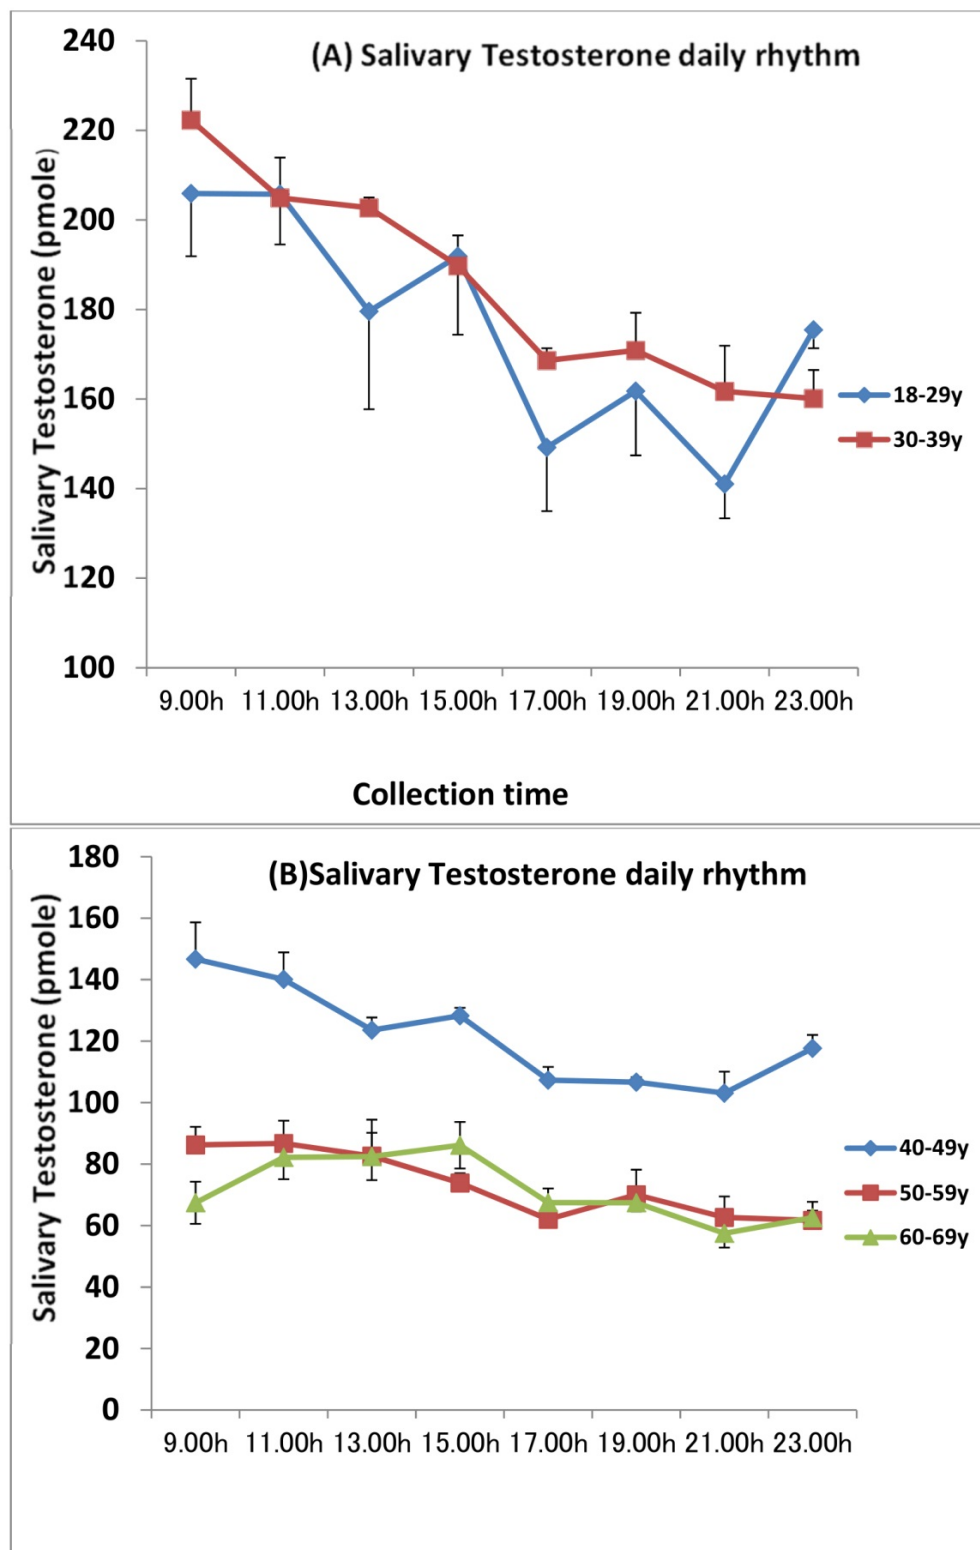 (A) Salivary Testosterone daily rhythm
Salivary Testosterone (pmole)
240
220
200
180
160
140
120
100
9.00h 11.00h 13.00h 15.00h 17.00h 19.00h 21.00h 23.00h
Collection time
18-29y
30-39y
(B)Salivary Testosterone daily rhythm
Salivary Testosterone (pmole)
180
160
140
120
100
80
60
40
20
0
9.00h 11.00h 13.00h 15.00h 17.00h 19.00h 21.00h 23.00h
40-49y
50-59y
60-69y